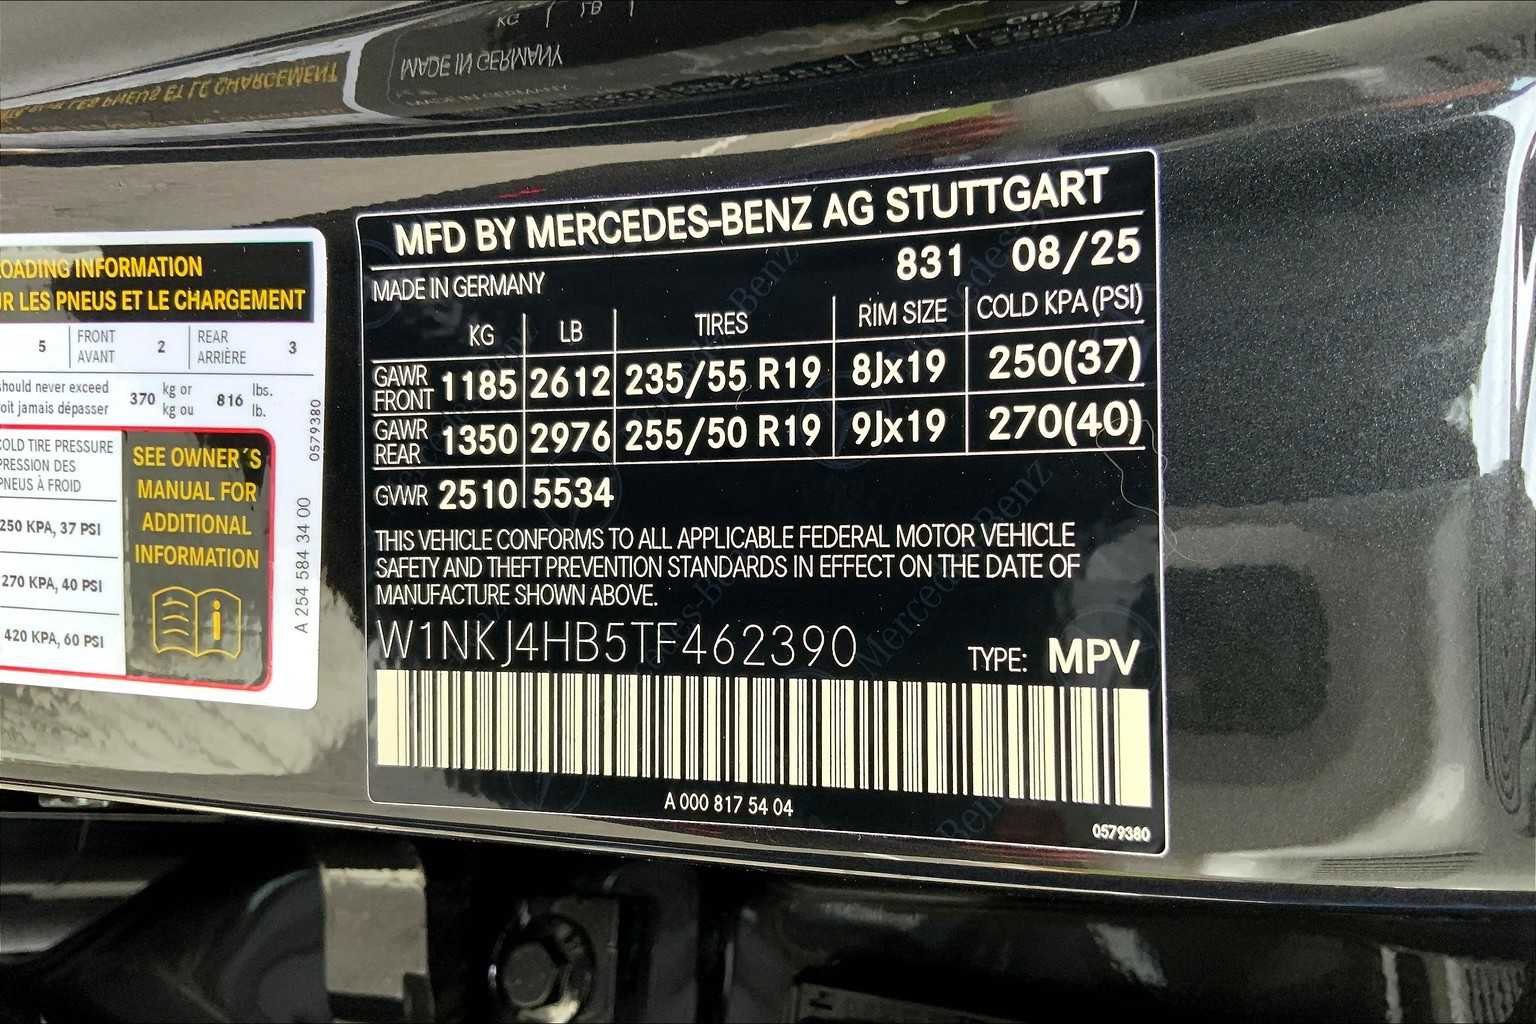 LOADING INFORMATION
UR LES PNEUS ET LE CHARGEMENT
5 FRONT AVANT 2 REAR ARRIÈRE 3
should never exceed 370 kg or 816 lbs.
oit jamais dépasser kg ou lb.
COLD TIRE PRESSURE
PRESSION DES
PNEUS À FROID
250 KPA, 37 PSI
270 KPA, 40 PSI
420 KPA, 60 PSI
SEE OWNER´S
MANUAL FOR
ADDITIONAL
INFORMATION
0579380
A 254 584 34 00
MFD BY MERCEDES-BENZ AG STUTTGART
MADE IN GERMANY 831 08/25
KG LB TIRES RIM SIZE COLD KPA (PSI)
GAWR FRONT 1185 2612 235/55 R19 8Jx19 250(37)
GAWR REAR 1350 2976 255/50 R19 9Jx19 270(40)
GVWR 2510 5534
THIS VEHICLE CONFORMS TO ALL APPLICABLE FEDERAL MOTOR VEHICLE
SAFETY AND THEFT PREVENTION STANDARDS IN EFFECT ON THE DATE OF
MANUFACTURE SHOWN ABOVE.
W1NKJ4HB5TF462390 TYPE: MPV
A 000 817 54 04
0579380